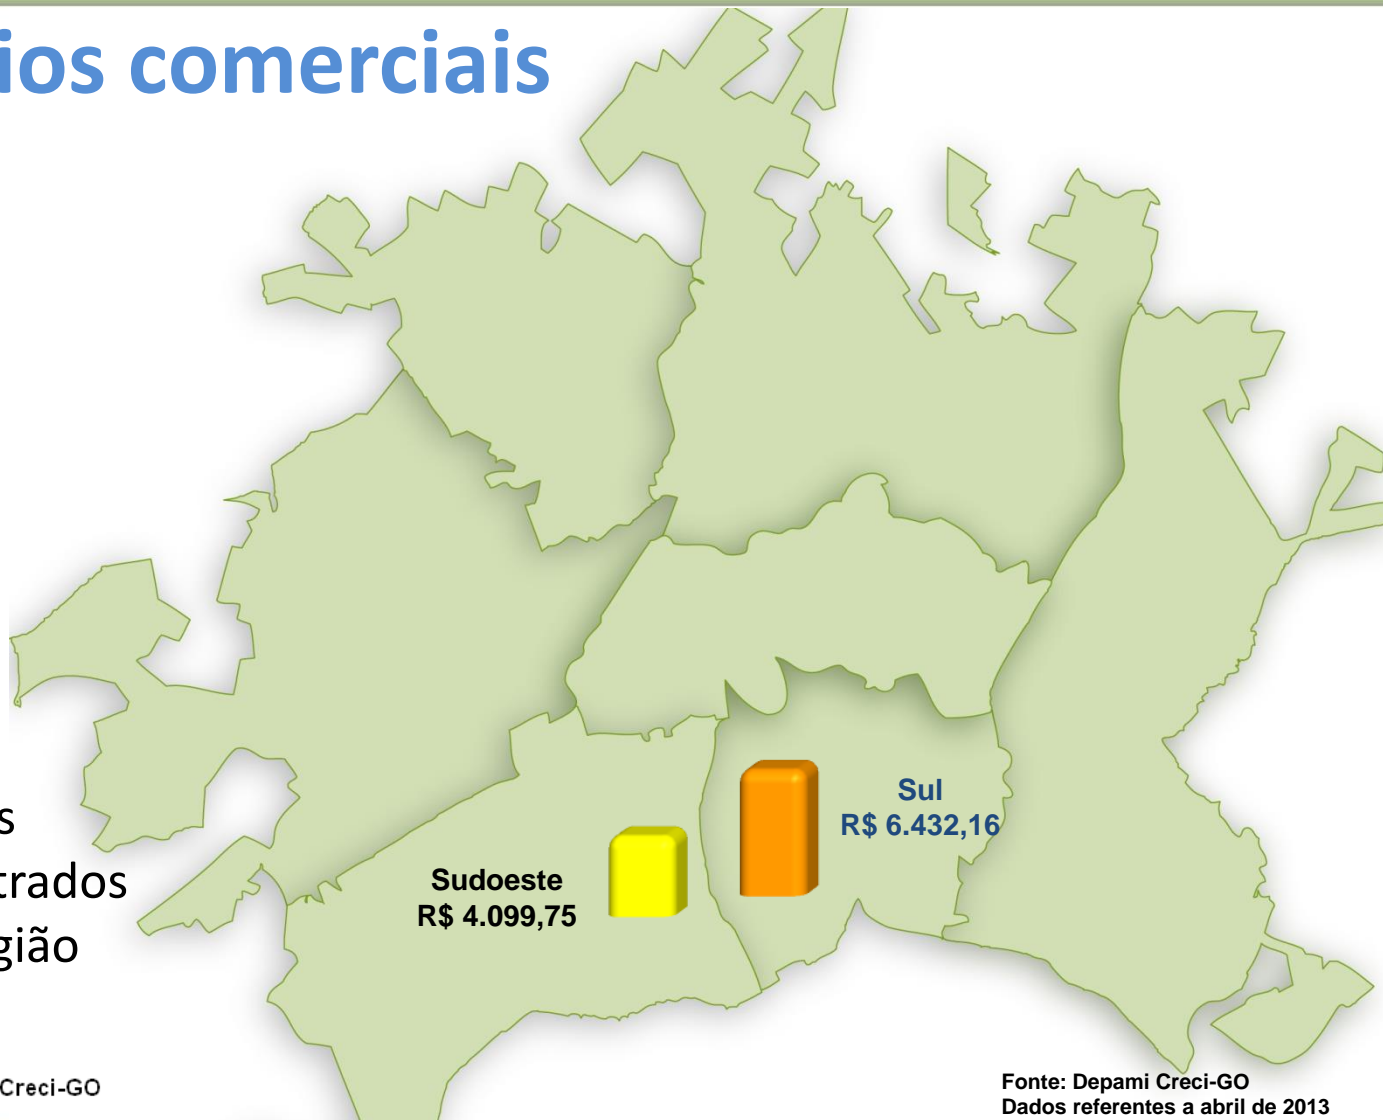 ios comerciais
Sul
R$ 6.432,16
Sudoeste
R$ 4.099,75
s
trados
gião
Creci-GO
Fonte: Depami Creci-GO
Dados referentes a abril de 2013